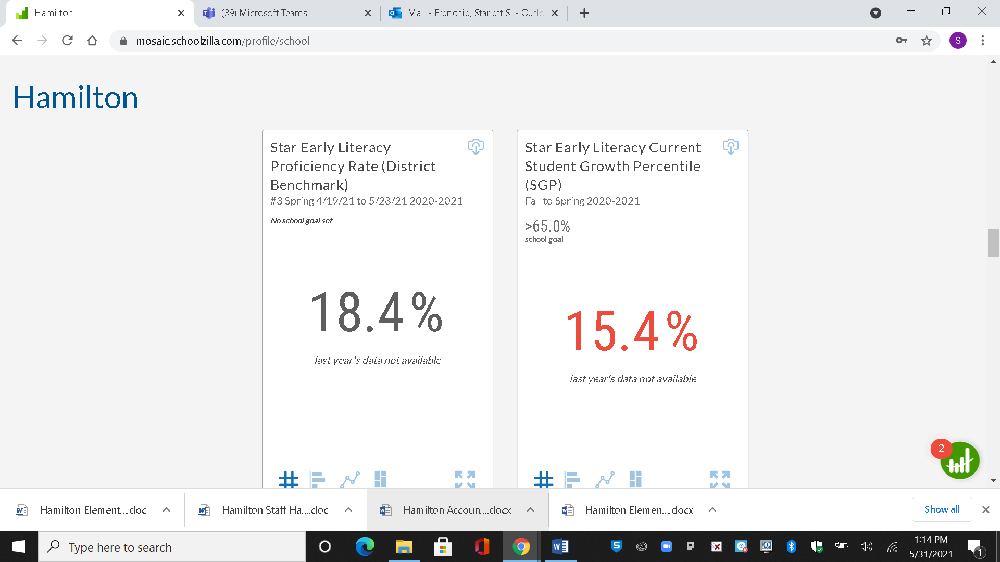 Hamilton
(39) Microsoft Teams
Mail - Frenchie, Starlett S. - Outlo
mosaic.schoolzilla.com/profile/school
S
Hamilton
Star Early Literacy
Proficiency Rate (District
Benchmark)
#3 Spring 4/19/21 to 5/28/21 2020-2021
No school goal set
18.4%
last year's data not available
Star Early Literacy Current
Student Growth Percentile
(SGP)
Fall to Spring 2020-2021
>65.0%
school goal
15.4%
last year's data not available
2
Hamilton Element....doc
Hamilton Staff Ha....doc
Hamilton Accoun....docx
Hamilton Elemen....docx
Show all
Type here to search
1:14 PM
5/31/2021
1